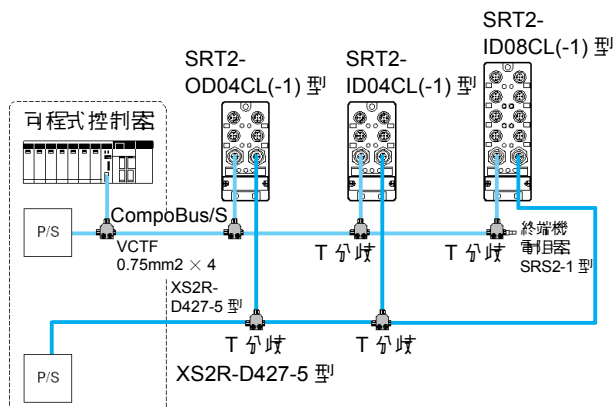 SRT2-
OD04CL(-1) 型
SRT2-
ID04CL(-1) 型
SRT2-
ID08CL(-1) 型
可程式控制器
P/S
CompoBus/S
VCTF
0.75mm2 × 4
XS2R-
D427-5 型
T 分歧
T 分歧
終端機
電阻器
SRS2-1 型
P/S
T 分歧
T 分歧
XS2R-D427-5 型